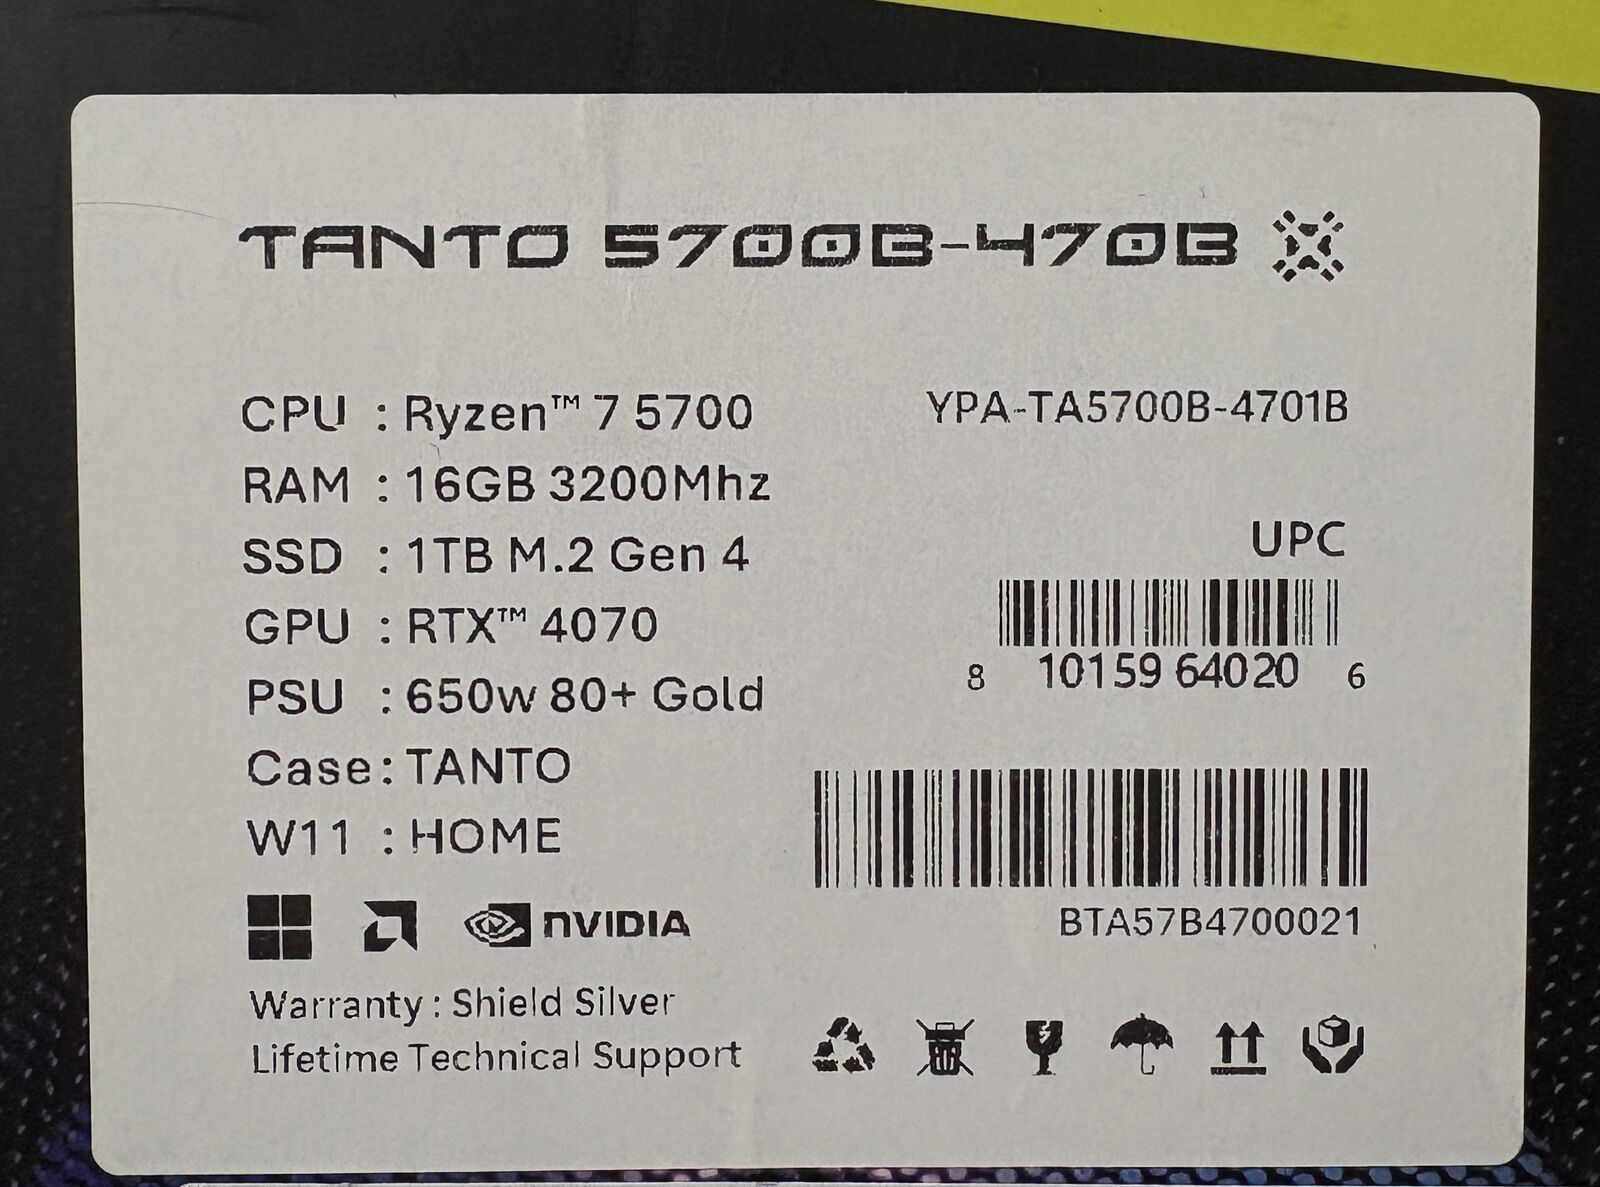 TANTO 5700B-470B
CPU : Ryzen™ 7 5700
RAM : 16GB 3200Mhz
SSD : 1TB M.2 Gen 4
GPU : RTX™ 4070
PSU : 650w 80+ Gold
Case: TANTO
W11 : HOME
NVIDIA
Warranty : Shield Silver
Lifetime Technical Support
YPA-TA5700B-4701B
UPC
8 10159 64020 6
BTA57B4700021